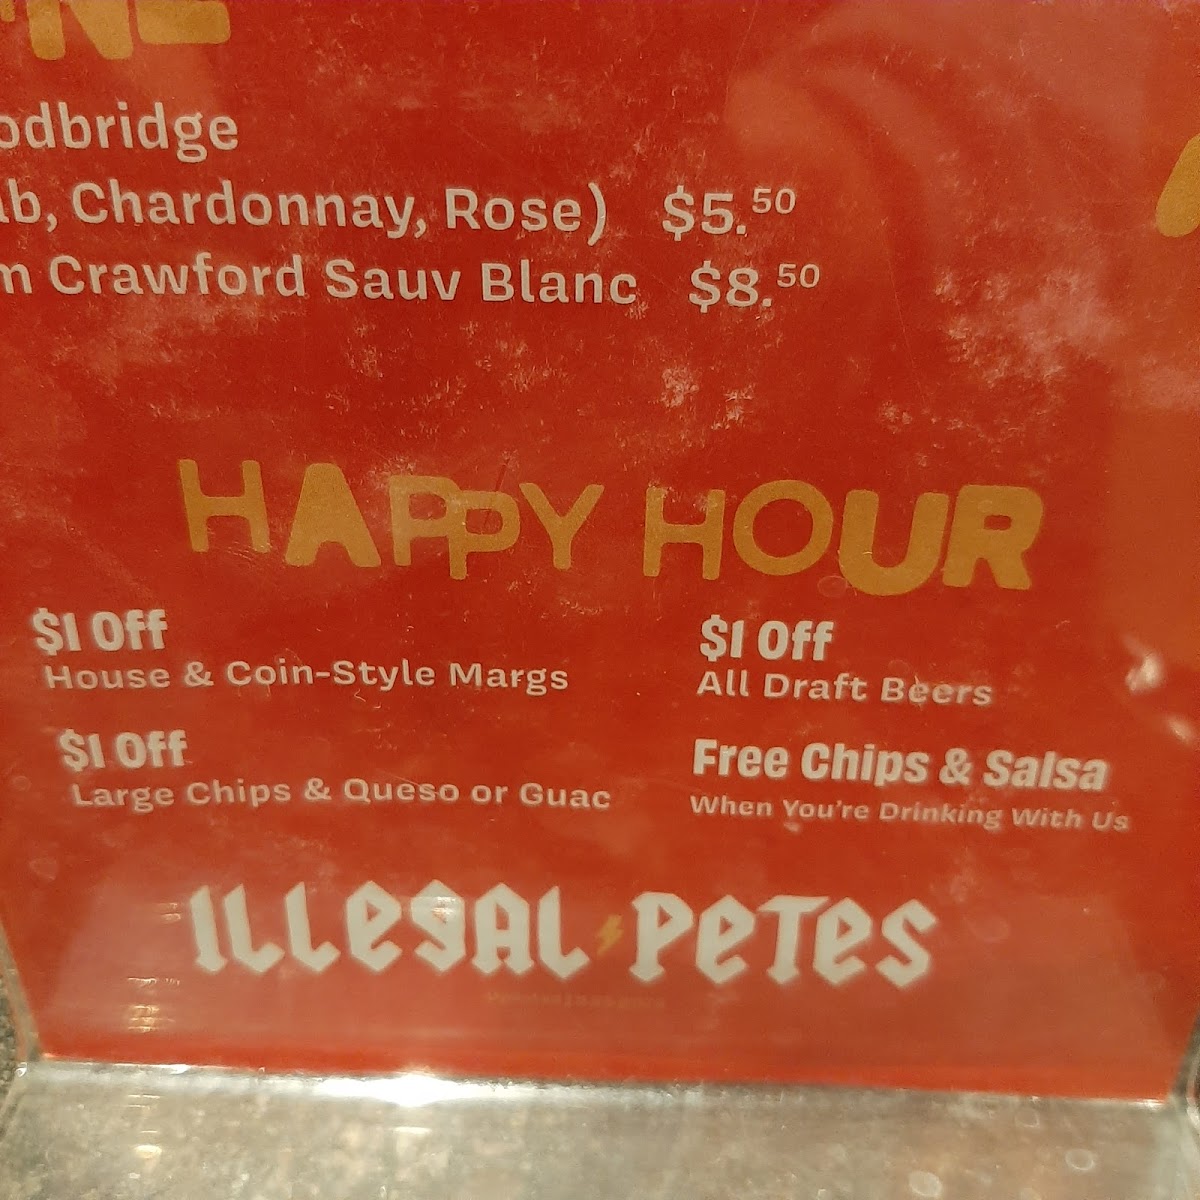 odbridge
ab, Chardonnay, Rose) $5.50
m Crawford Sauv Blanc $8.50
HAPPY HOUR
$1 Off
House & Coin-Style Margs
$1 Off
Large Chips & Queso or Guac
$1 Off
All Draft Beers
Free Chips & Salsa
When You're Drinking With Us
ILLEGAL PETES